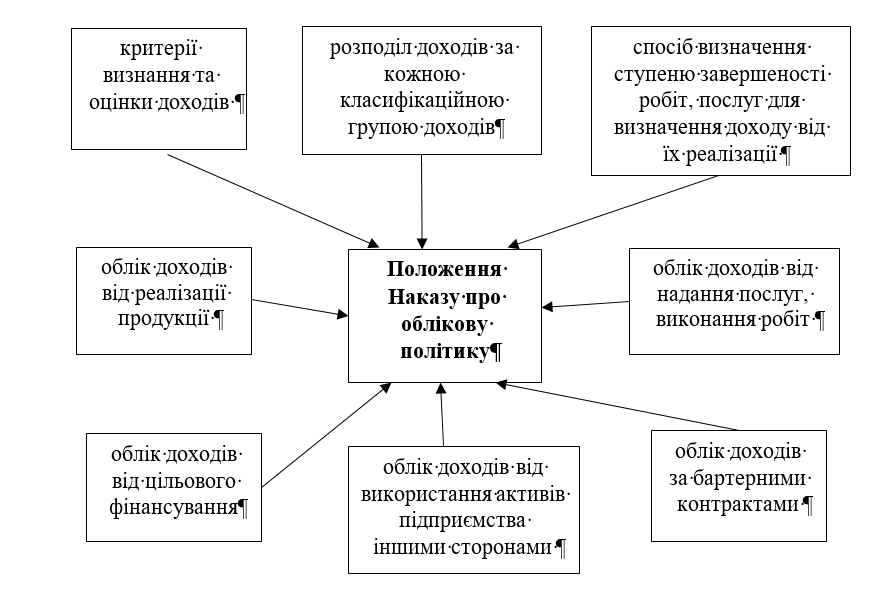 критерії
визнання та
оцінки доходів
розподіл доходів за
кожною
класифікаційною
групою доходів
спосіб визначення
ступеню завершеності
робіт, послуг для
визначення доходу від
їх реалізації
облік доходів
від реалізації
продукції
Положення
Наказу про
облікову
політику
облік доходів від
надання послуг,
виконання робіт
облік доходів
від цільового
фінансування
облік доходів від
використання активів
підприємства
іншими сторонами
облік доходів
за бартерними
контрактами